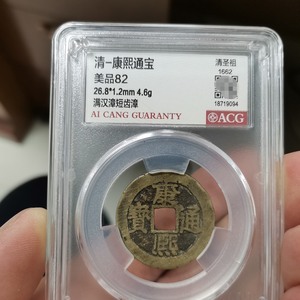 清-康熙通宝
美品82
26.8*1.2mm 4.6g
满汉漳短齿漳
AI CANG GUARANTY
清圣祖
1662
18719094
ACG
康熙通寶